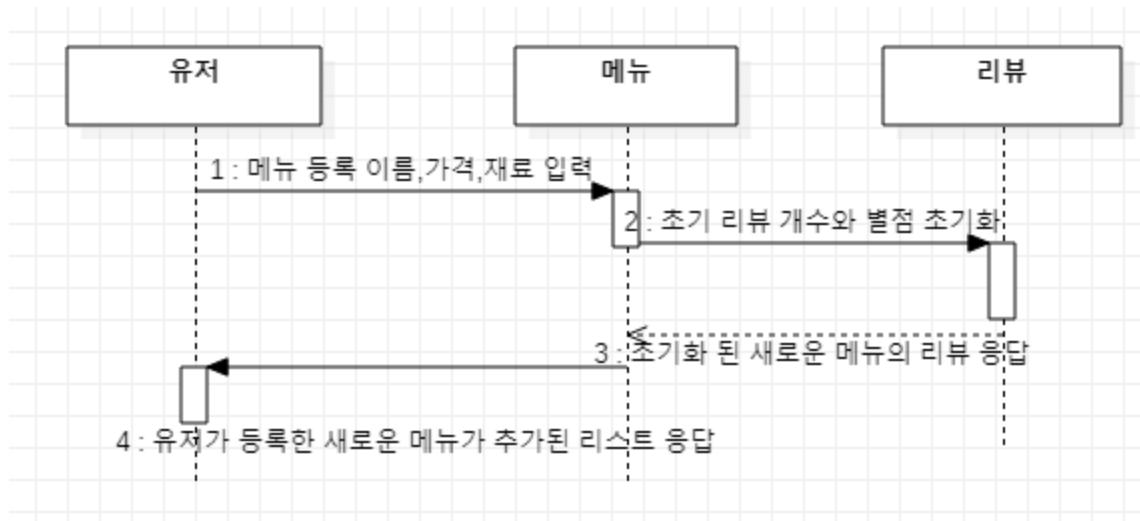 유저
메뉴
리뷰
1 : 메뉴 등록 이름,가격,재료 입력
2 : 초기 리뷰 개수와 별점 초기화
3 : 초기화 된 새로운 메뉴의 리뷰 응답
4 : 유저가 등록한 새로운 메뉴가 추가된 리스트 응답